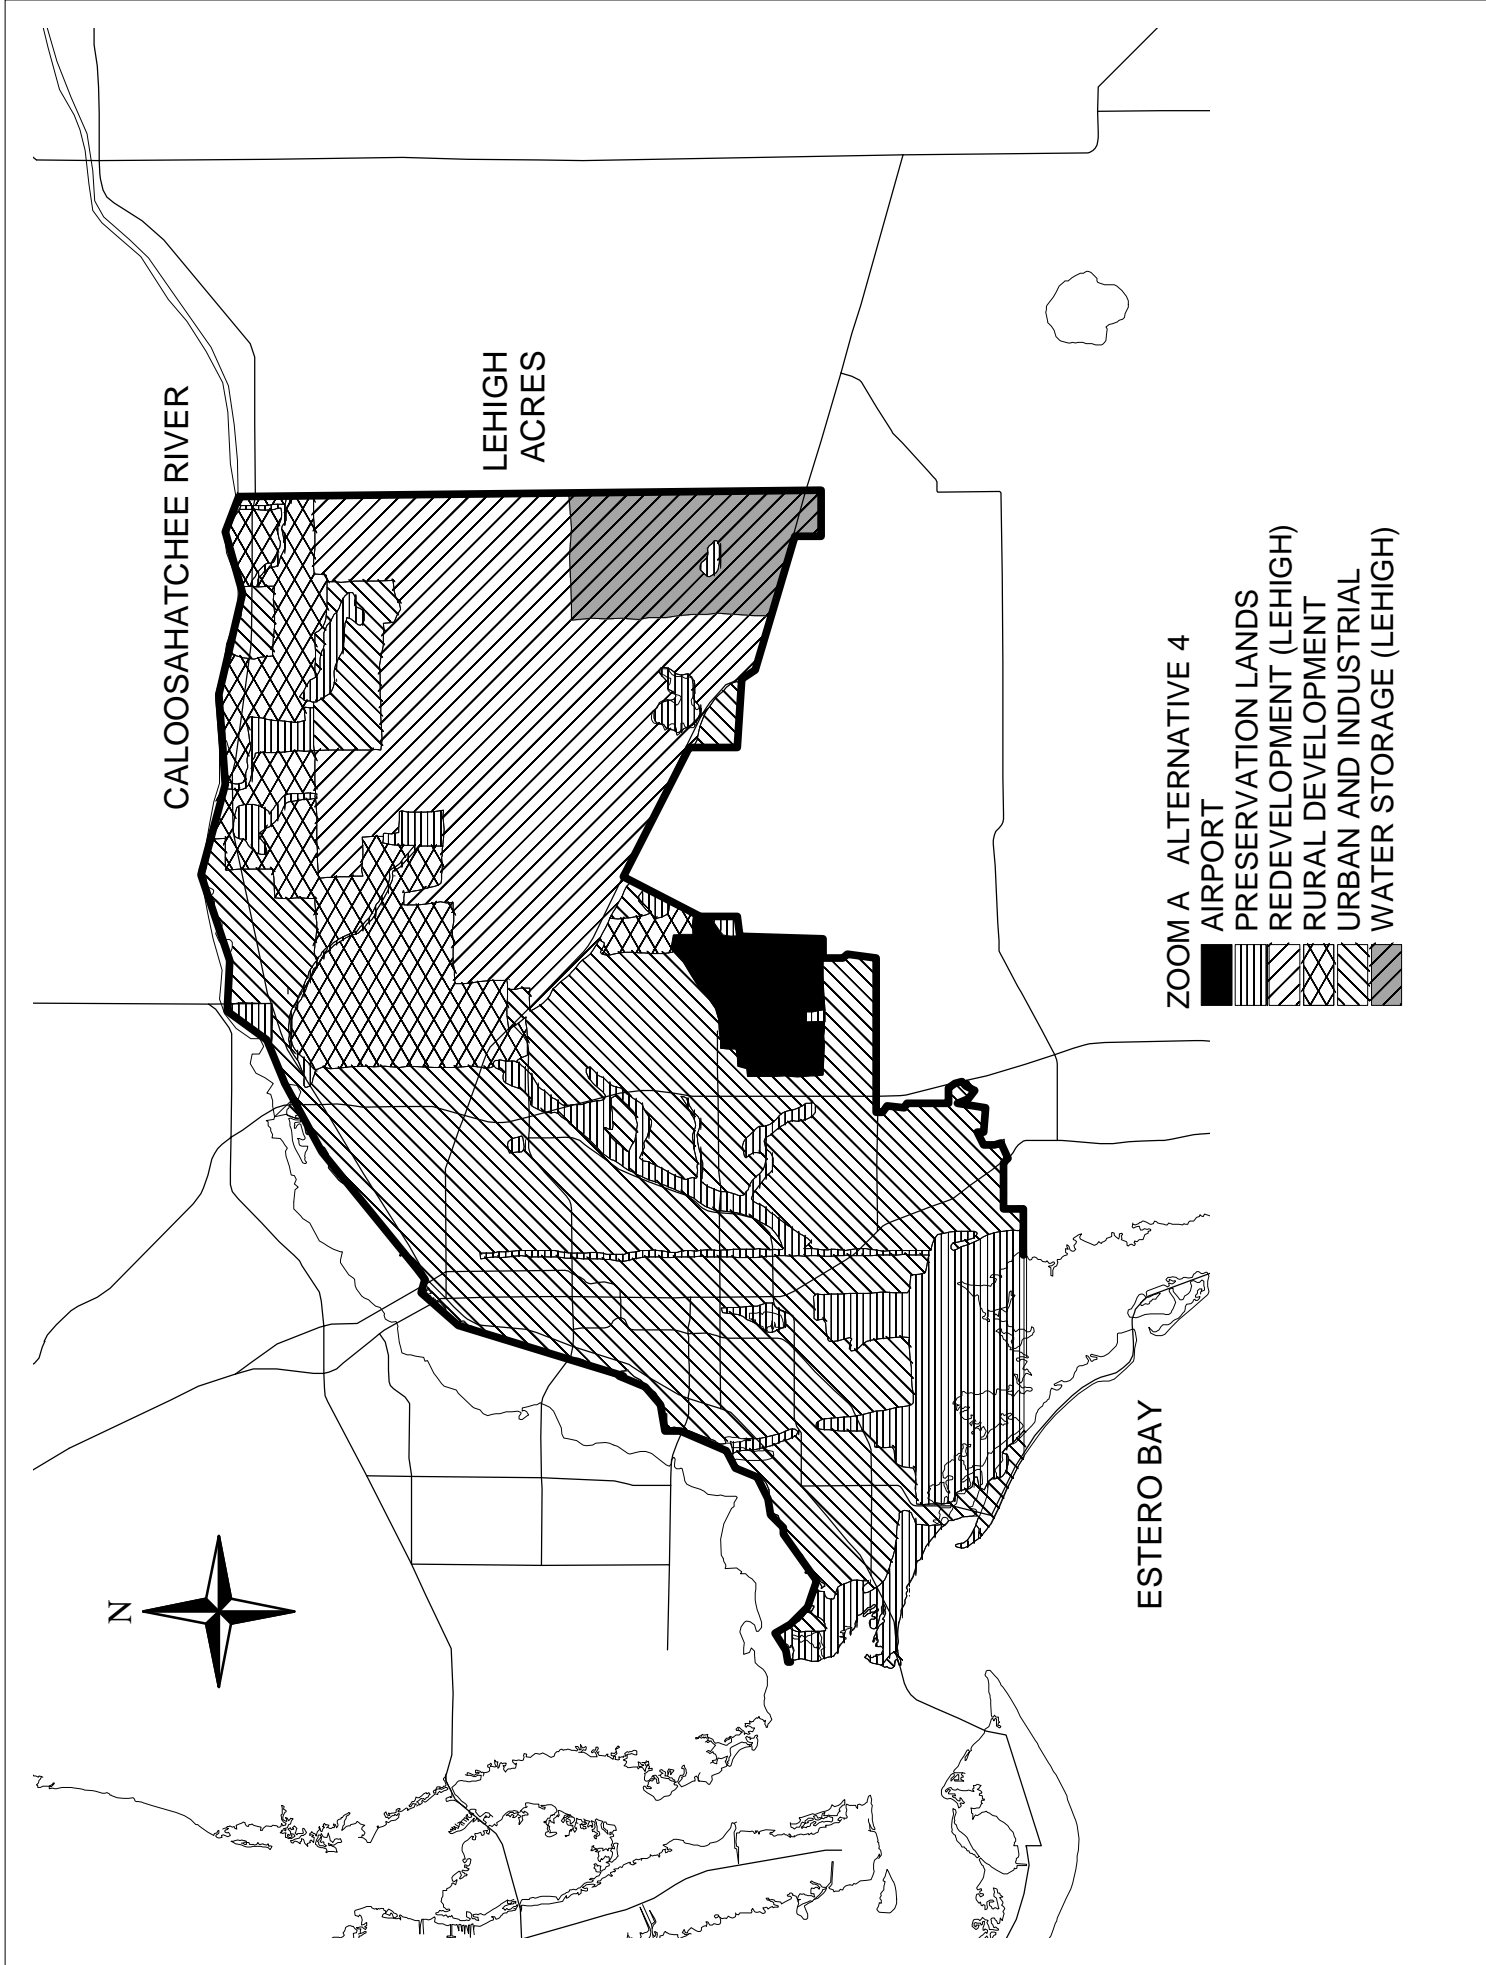 N
CALOOSAHATCHEE RIVER
LEHIGH
ACRES
ESTERO BAY
ZOOM A ALTERNATIVE 4
AIRPORT
PRESERVATION LANDS
REDEVELOPMENT (LEHIGH)
RURAL DEVELOPMENT
URBAN AND INDUSTRIAL
WATER STORAGE (LEHIGH)